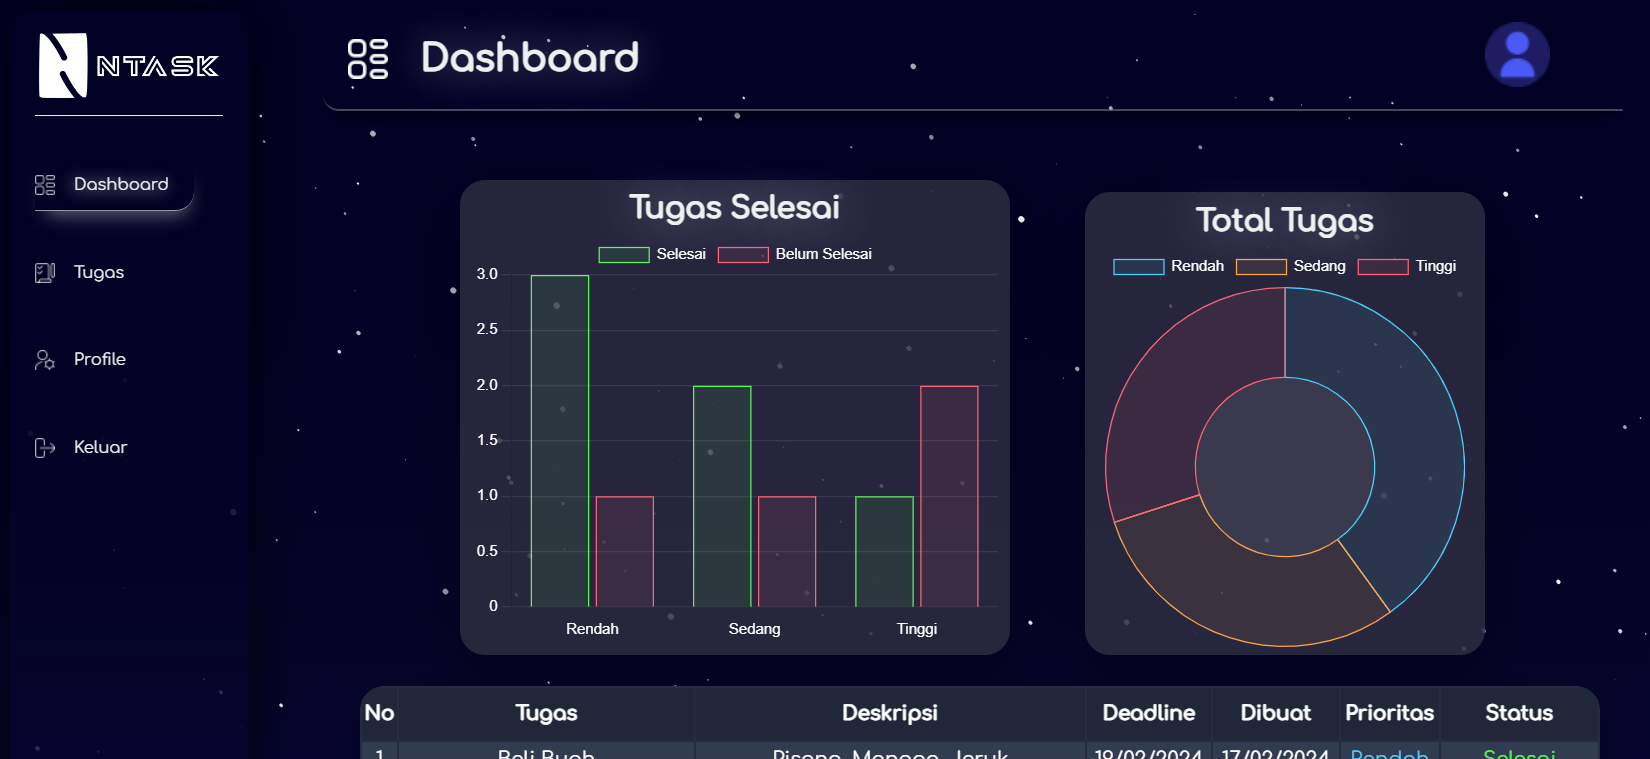 NTASK
Dashboard
Dashboard
Tugas
Profile
Keluar
Tugas Selesai
Selesai Belum Selesai
3.0
2.5
2.0
1.5
1.0
0.5
0
Rendah Sedang Tinggi
Total Tugas
Rendah Sedang Tinggi
No Tugas Deskripsi Deadline Dibuat Prioritas Status
1 Beli Buah Pisang, Mangga, Jeruk 19/02/2024 17/02/2024 Rendah Selesai